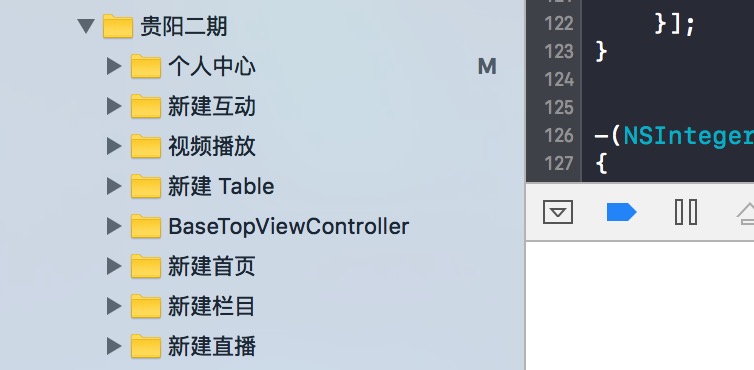 贵阳二期
个人中心 M
新建互动
视频播放
新建 Table
BaseTopViewController
新建首页
新建栏目
新建直播
121
122 }];
123 }
124
125
126 -(NSInteger
127 {